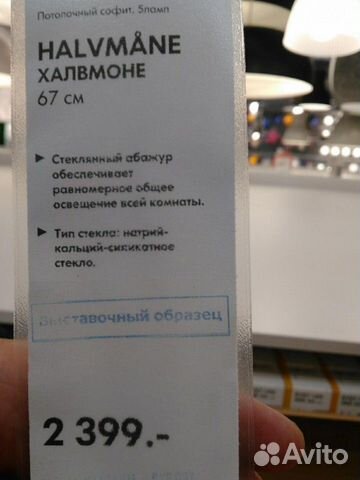 Потолочный софит, 5ламп
HALVMÅNE
ХАЛВМОНЕ
67 см
► Стеклянный абажур
обеспечивает
равномерное общее
освещение всей комнаты.
► Тип стекла: натрий-
кальций-силикатное
стекло.
выставочный образец
2 399.-
Avito